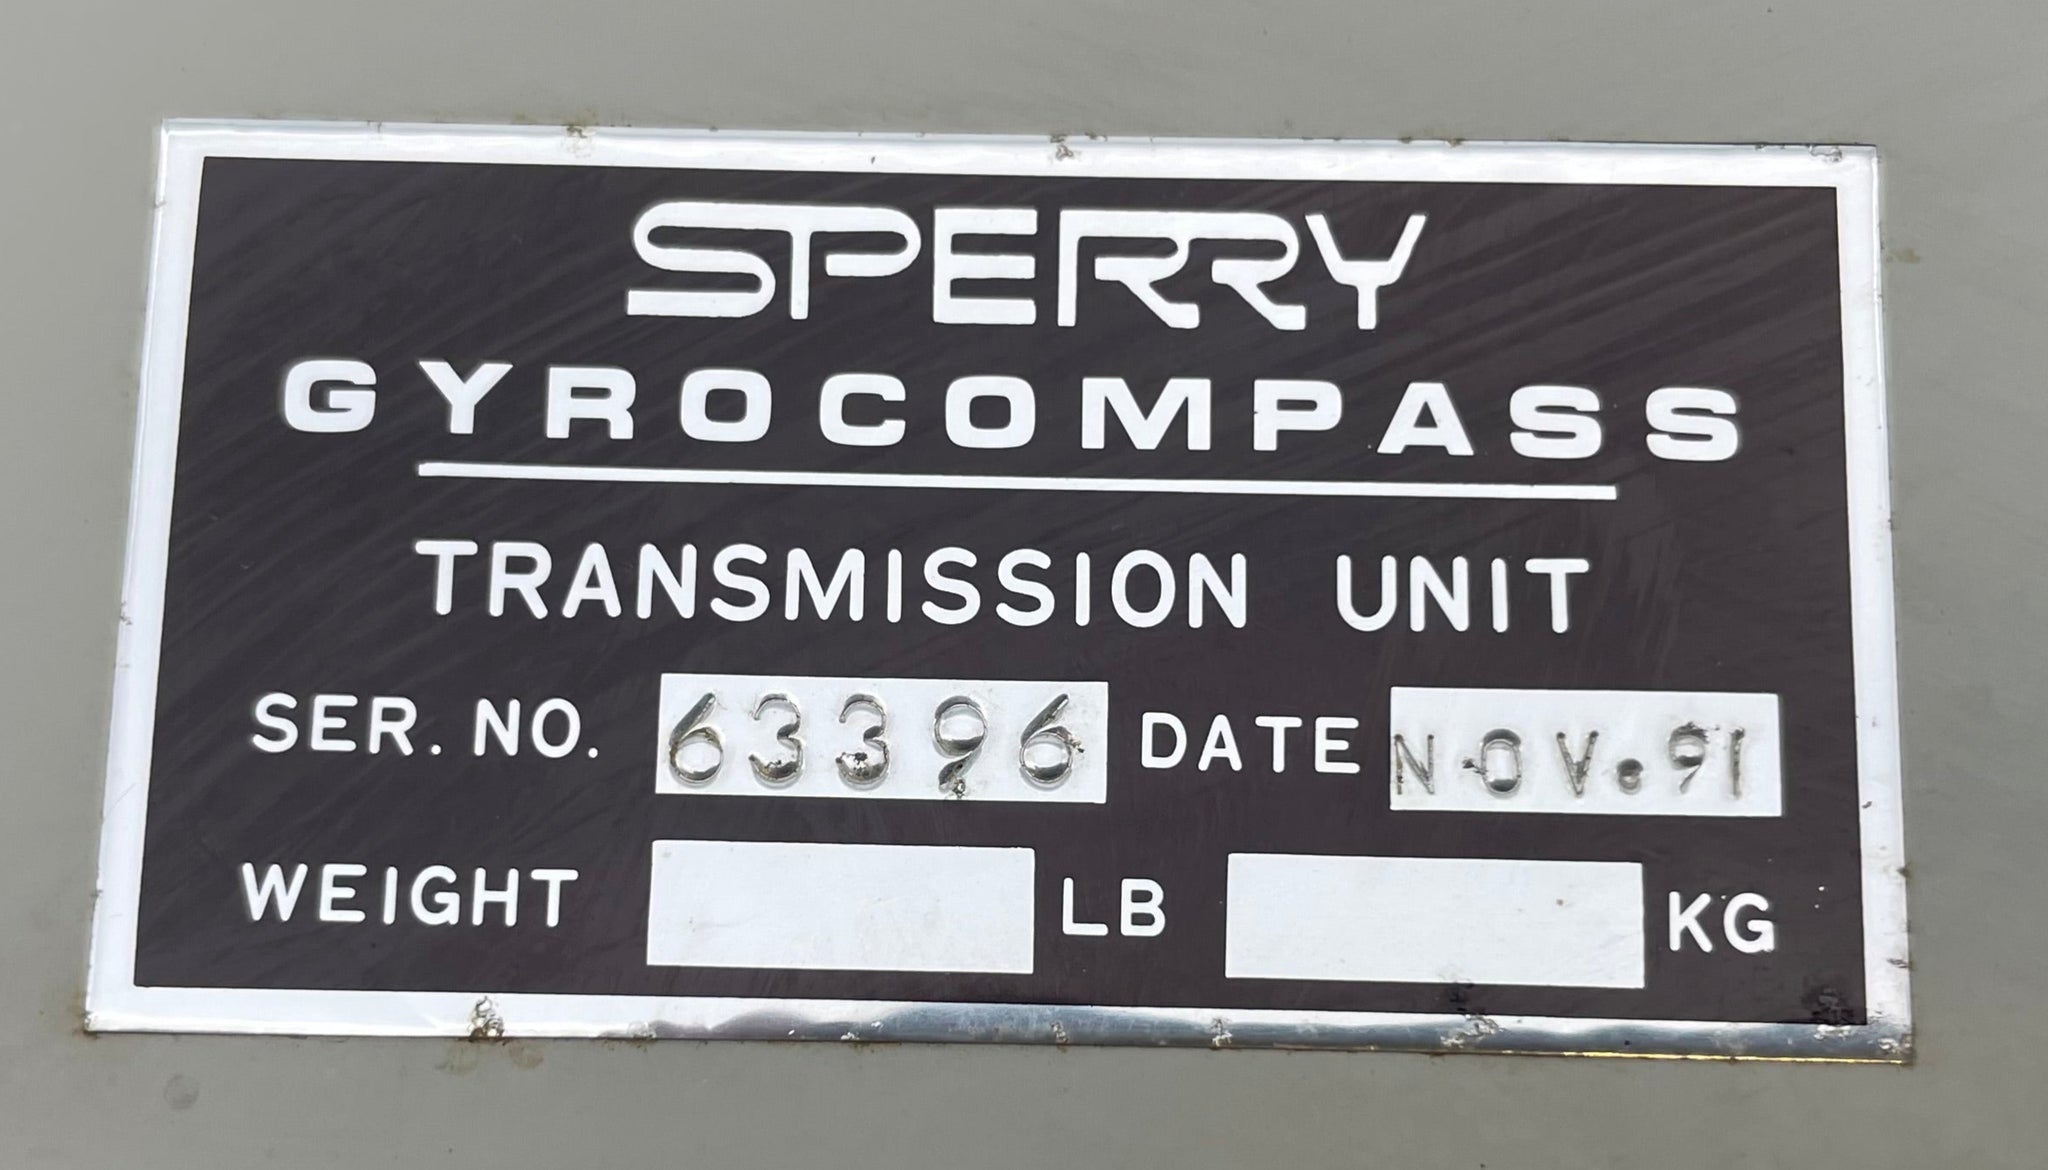 SPERRY
GYROCOMPASS
TRANSMISSION UNIT
SER. NO. 63396 DATE NOV.91
WEIGHT LB KG